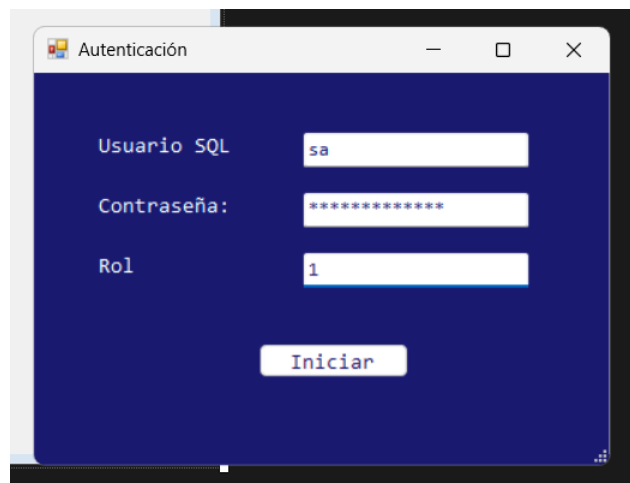 Autenticación
Usuario SQL sa
Contraseña: *************
Rol 1
Iniciar